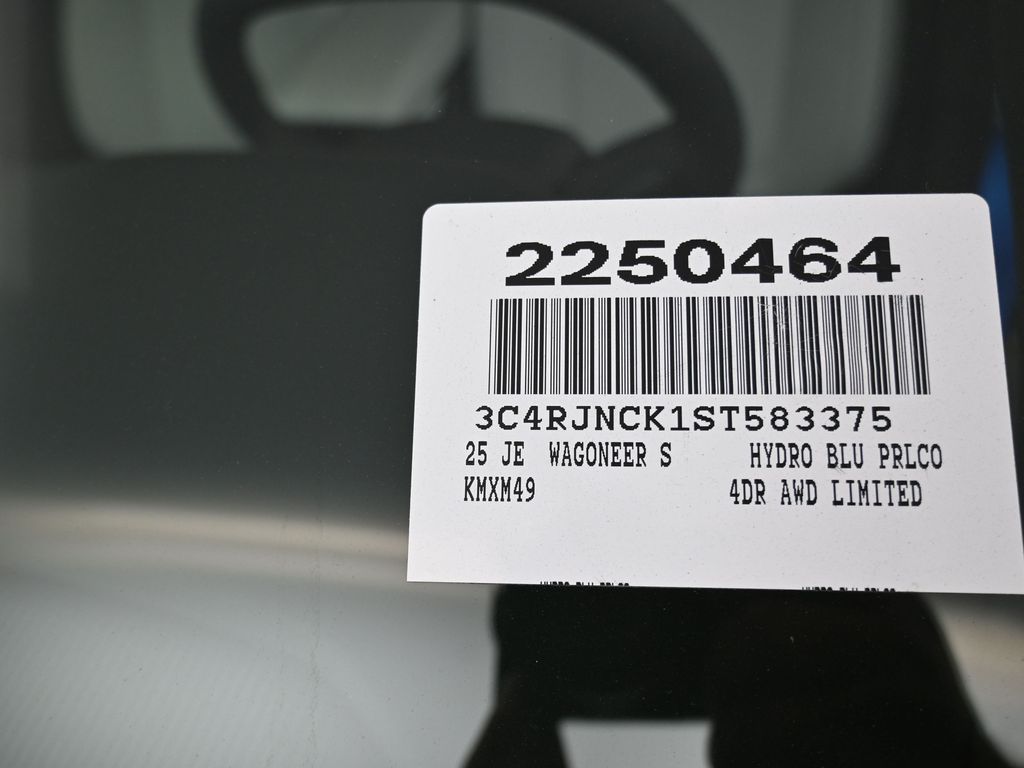 2250464
3C4RJNCK1ST583375
25 JE WAGONEER S HYDRO BLU PRLCO
KMXM49 4DR AWD LIMITED